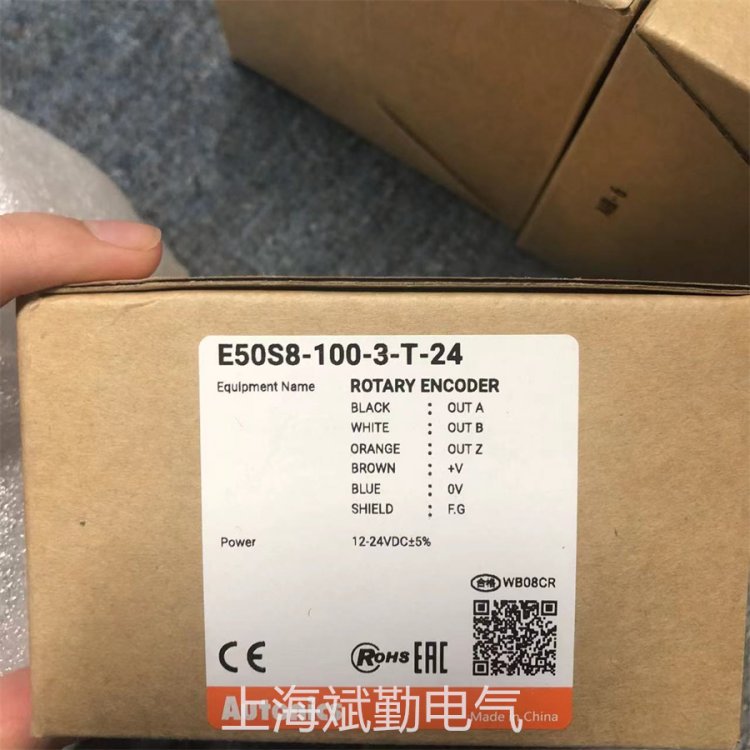 E50S8-100-3-T-24
Equipment Name ROTARY ENCODER
BLACK : OUT A
WHITE : OUT B
ORANGE : OUT Z
BROWN : +V
BLUE : 0V
SHIELD : F.G
Power 12-24VDC±5%
合格 WB08CR
CE RoHS EAC
Autonics
上海斌勤电气
Made in China